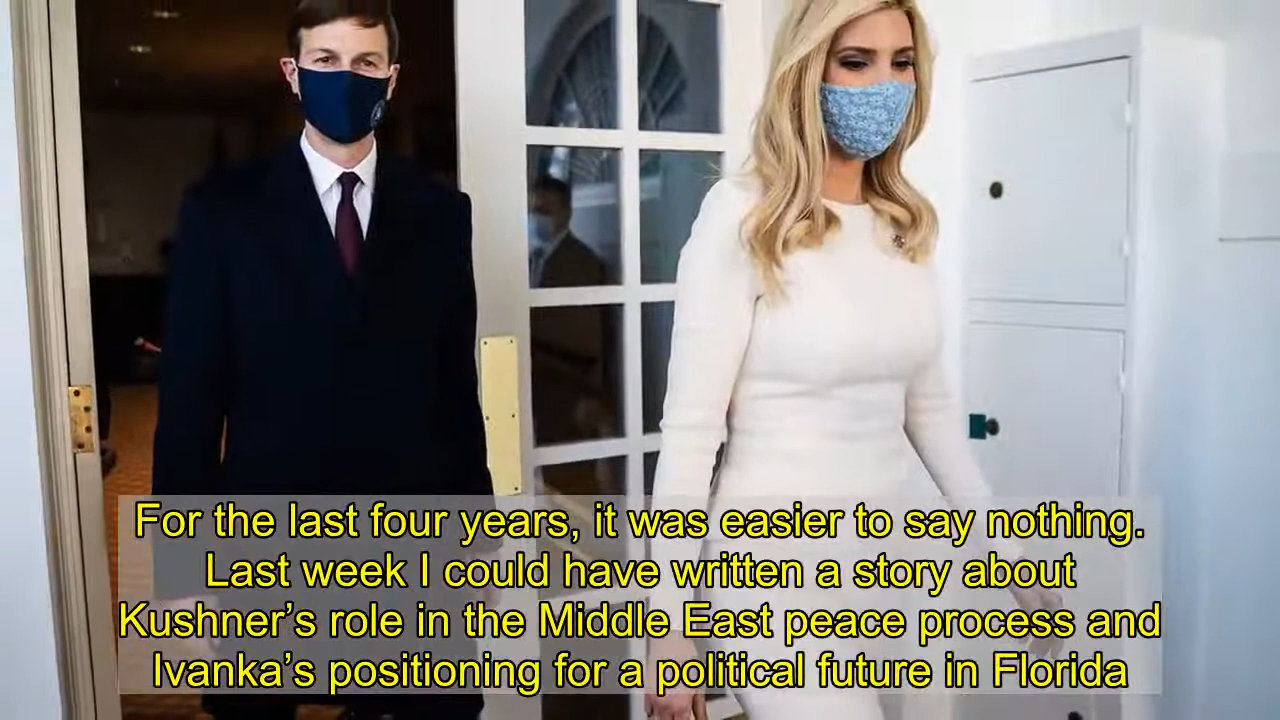 For the last four years, it was easier to say nothing.
Last week I could have written a story about
Kushner’s role in the Middle East peace process and
Ivanka’s positioning for a political future in Florida